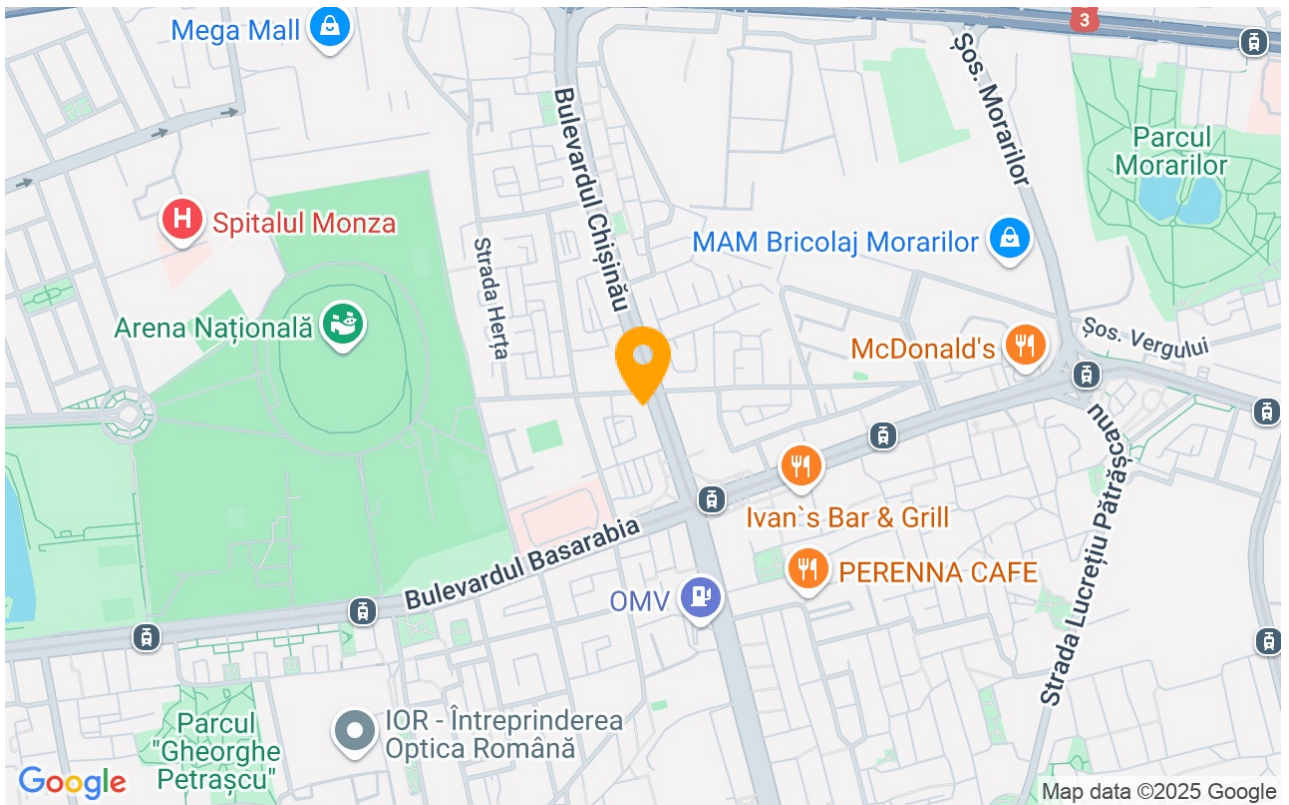 Mega Mall
3
Șos. Morarilor
Bulevardul Chișinău
Parcul
Morarilor
H
Spitalul Monza
MAM Bricolaj Morarilor
Strada Herța
Arena Națională
Șos. Vergului
McDonald's
Strada Lucrețiu Pătrășcanu
Ivan`s Bar & Grill
Bulevardul Basarabia
PERENNA CAFE
OMV
Parcul
"Gheorghe
Petrașcu"
IOR - Întreprinderea
Optica Română
Google
Map data ©2025 Google